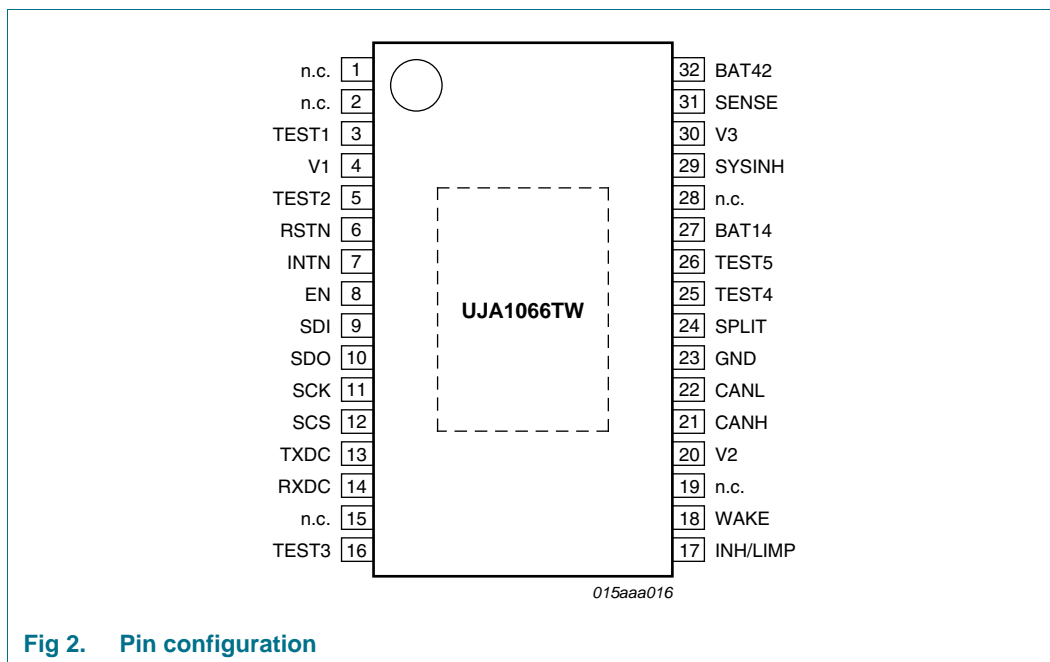 n.c. 1 32 BAT42
n.c. 2 31 SENSE
TEST1 3 30 V3
V1 4 29 SYSINH
TEST2 5 28 n.c.
RSTN 6 27 BAT14
INTN 7 26 TEST5
EN 8 25 TEST4
UJA1066TW
SDI 9 24 SPLIT
SDO 10 23 GND
SCK 11 22 CANL
SCS 12 21 CANH
TXDC 13 20 V2
RXDC 14 19 n.c.
n.c. 15 18 WAKE
TEST3 16 17 INH/LIMP
015aaa016
Fig 2. Pin configuration